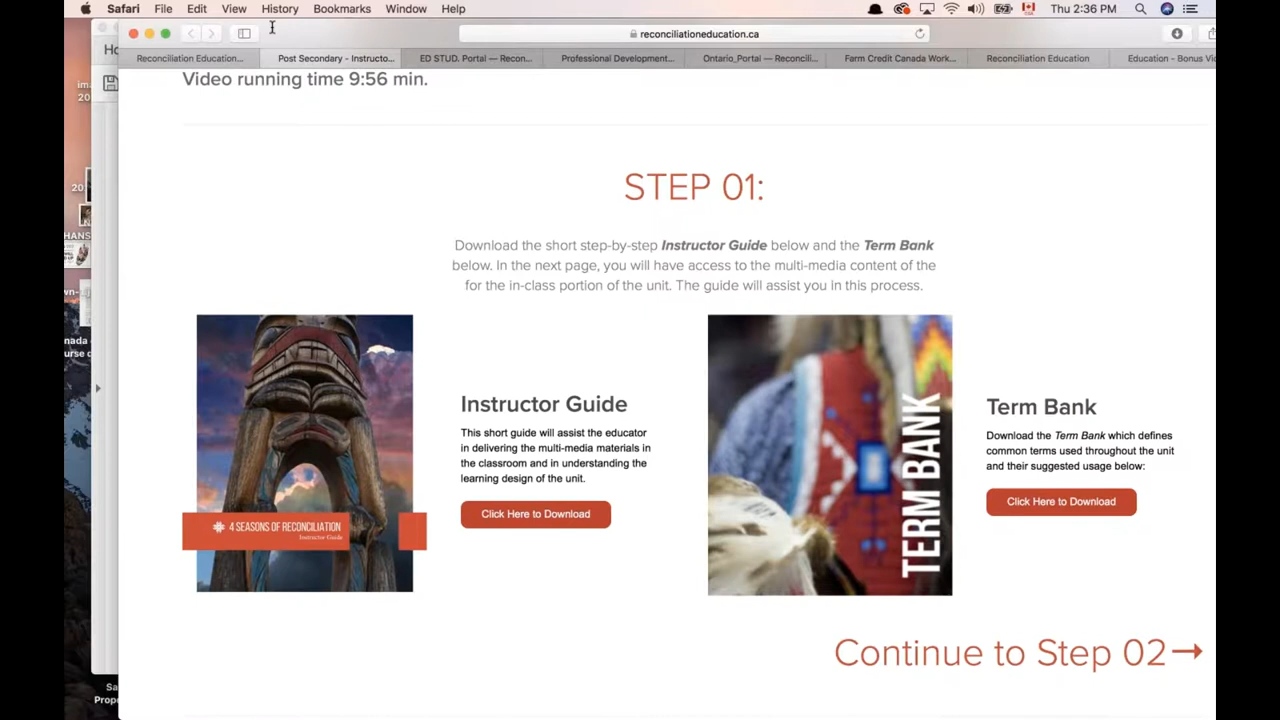 Safari File Edit View History Bookmarks Window Help Thu 2:36 PM
reconciliationeducation.ca
Reconciliation Education... Post Secondary - Instructo... ED STUD. Portal — Recon... Professional Development... Ontario_Portal — Reconcili... Farm Credit Canada Work... Reconciliation Education Education - Bonus Vid
Video running time 9:56 min.
STEP 01:
Download the short step-by-step Instructor Guide below and the Term Bank
below. In the next page, you will have access to the multi-media content of the
for the in-class portion of the unit. The guide will assist you in this process.
4 SEASONS OF RECONCILIATION
Instructor Guide
Instructor Guide
This short guide will assist the educator
in delivering the multi-media materials in
the classroom and in understanding the
learning design of the unit.
Click Here to Download
TERM BANK
Term Bank
Download the Term Bank which defines
common terms used throughout the unit
and their suggested usage below:
Click Here to Download
Continue to Step 02→